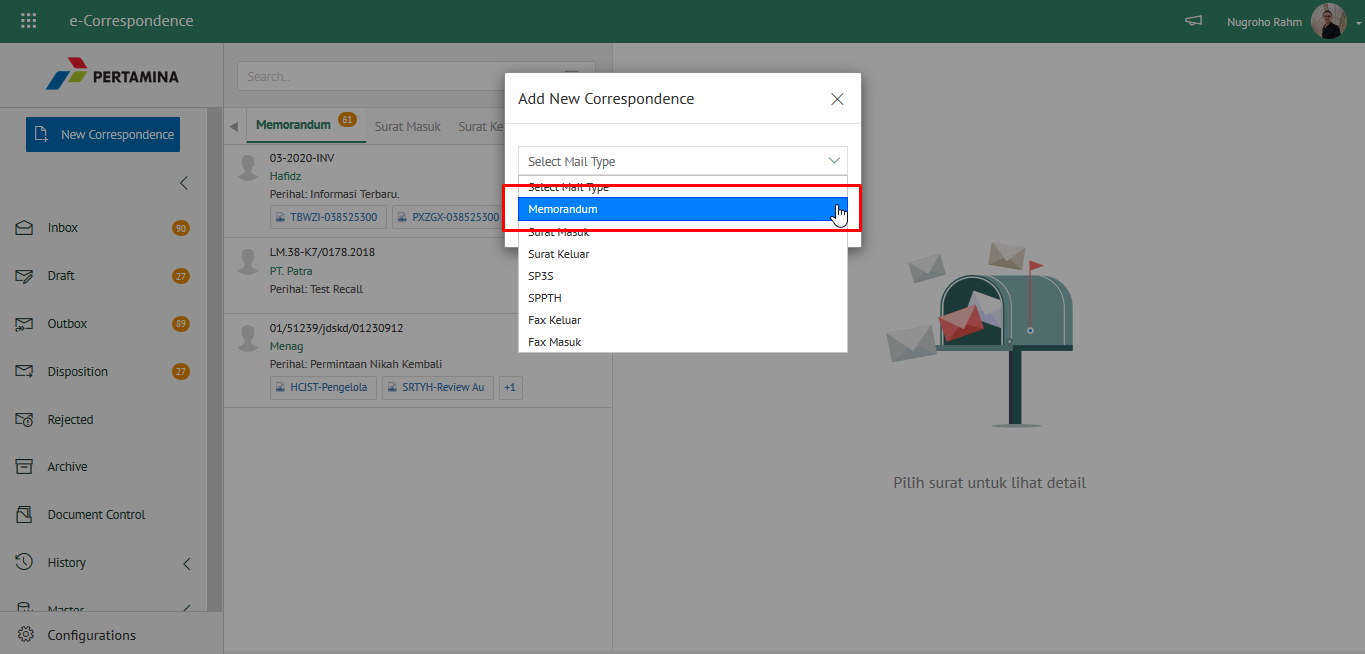 e-Correspondence
Nugroho Rahm
PERTAMINA
New Correspondence
Inbox 90
Draft 27
Outbox 89
Disposition 27
Rejected
Archive
Document Control
History
Master
Configurations
Search..
Memorandum 61 Surat Masuk Surat Ke
03-2020-INV
Hafidz
Perihal: Informasi Terbaru.
TBWZI-038525300 PXZGX-038525300
LM.38-K7/0178.2018
PT. Patra
Perihal: Test Recall
01/51239/jdskd/01230912
Menag
Perihal: Permintaan Nikah Kembali
HCJST-Pengelola SRTYH-Review Au +1
Add New Correspondence
Select Mail Type
Select Mail Type
Memorandum
Surat Masuk
Surat Keluar
SP3S
SPPTH
Fax Keluar
Fax Masuk
Pilih surat untuk lihat detail